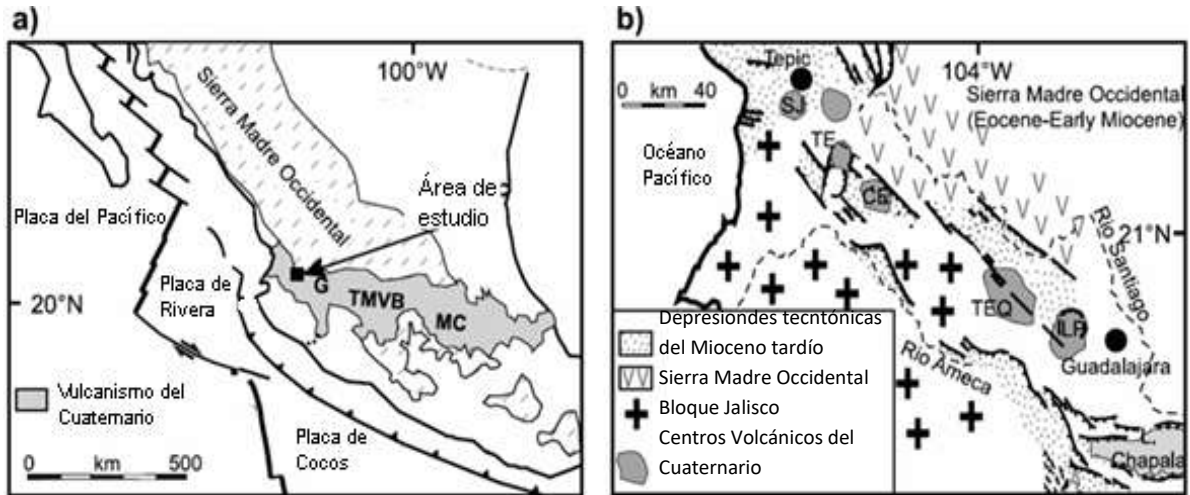 a)
100°W
Sierra Madre Occidental
Área de
estudio
Placa del Pacífico
Placa de
Rivera
G
TMVB
MC
20°N
Vulcanismo del
Cuaternario
Placa de
Cocos
0 km 500
b)
Tepic
104°W
0 km 40
SJ
Sierra Madre Occidental
(Eocene-Early Miocene)
Océano
Pacífico
TE
CE
Río Santiago
21°N
TEQ
ILP
Guadalajara
Río Ameca
Chapala
Depresiondes tecntónicas
del Mioceno tardío
Sierra Madre Occidental
Bloque Jalisco
Centros Volcánicos del
Cuaternario